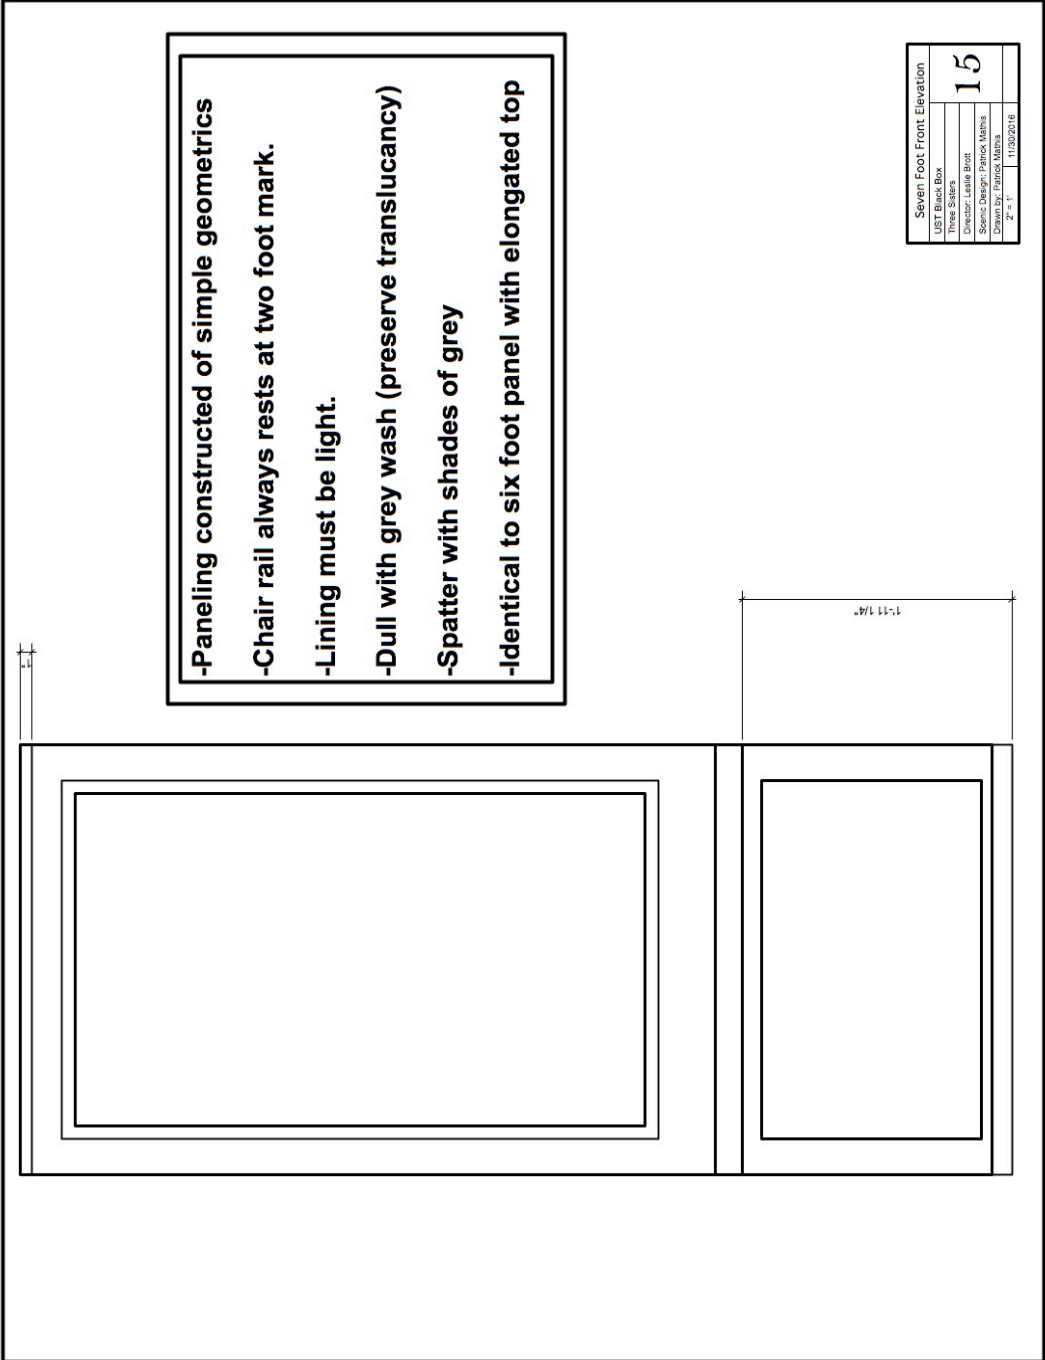 -Paneling constructed of simple geometrics
-Chair rail always rests at two foot mark.
-Lining must be light.
-Dull with grey wash (preserve translucancy)
-Spatter with shades of grey
-Identical to six foot panel with elongated top
1"
1'-11 1/4"
Seven Foot Front Elevation
UST Black Box
Three Sisters
Director: Leslie Brott
Scenic Design: Patrick Mathis
Drawn by: Patrick Mathis
2" = 1'
11/30/2016
15